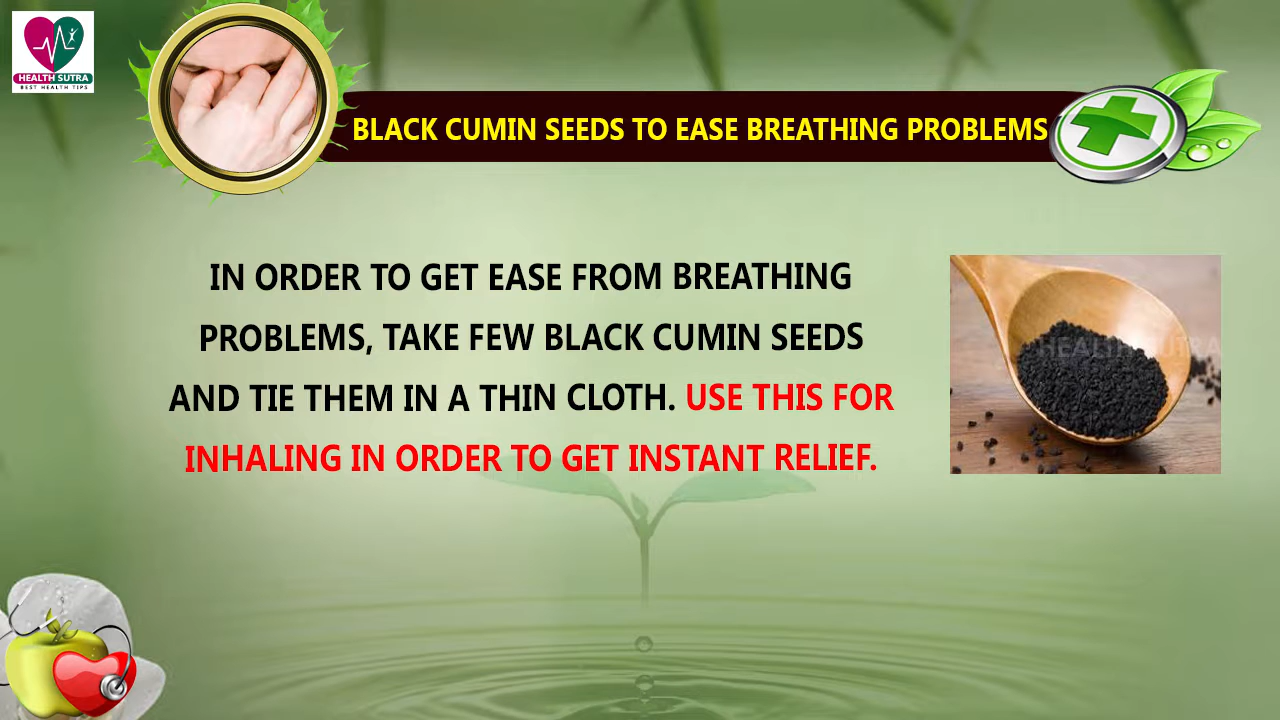 HEALTH SUTRA
BEST HEALTH TIPS
BLACK CUMIN SEEDS TO EASE BREATHING PROBLEMS
IN ORDER TO GET EASE FROM BREATHING
PROBLEMS, TAKE FEW BLACK CUMIN SEEDS
AND TIE THEM IN A THIN CLOTH. USE THIS FOR
INHALING IN ORDER TO GET INSTANT RELIEF.
HEALTH SUTRA